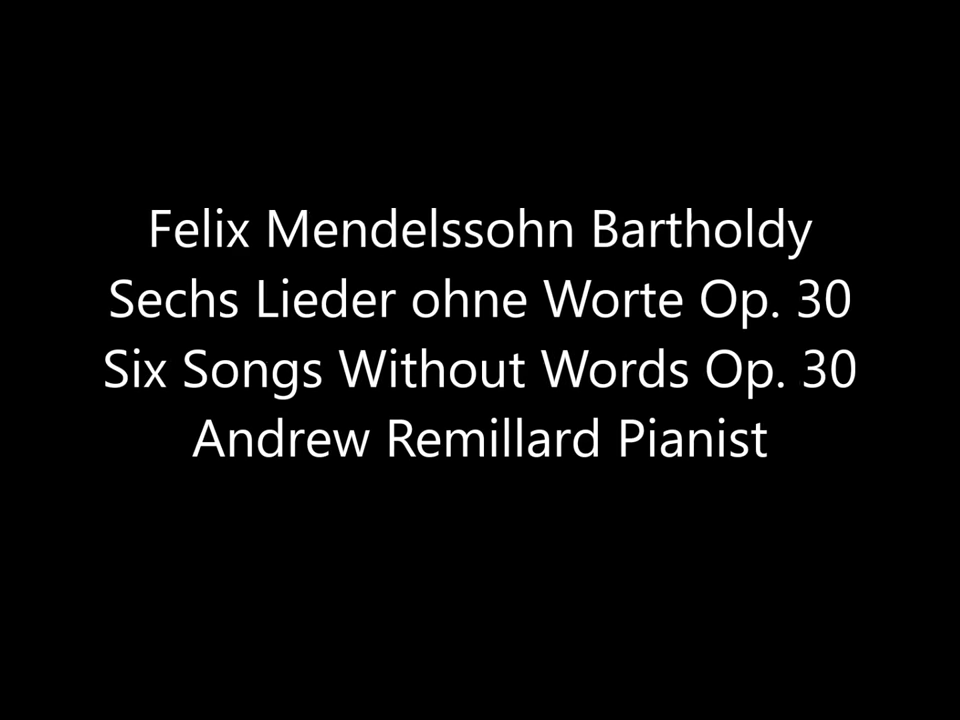 Felix Mendelssohn Bartholdy
Sechs Lieder ohne Worte Op. 30
Six Songs Without Words Op. 30
Andrew Remillard Pianist